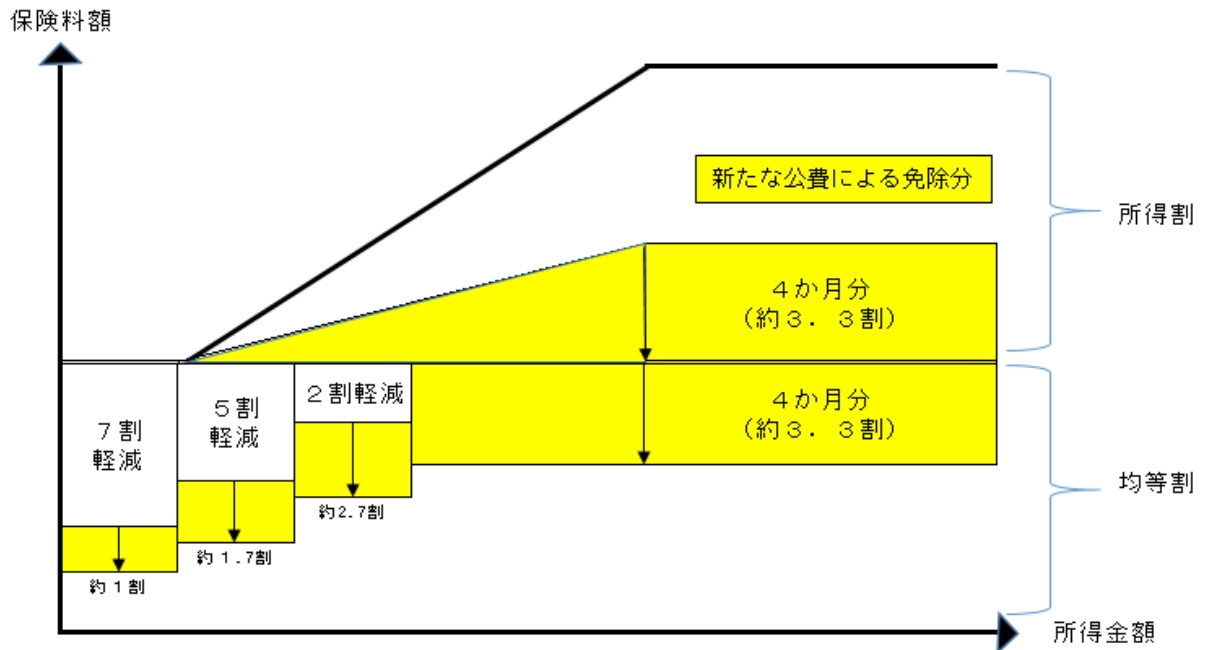 保険料額
新たな公費による免除分
所得割
４か月分
（約３．３割）
７割
軽減
５割
軽減
２割軽減
４か月分
（約３．３割）
均等割
約１割
約１.７割
約2.7割
所得金額